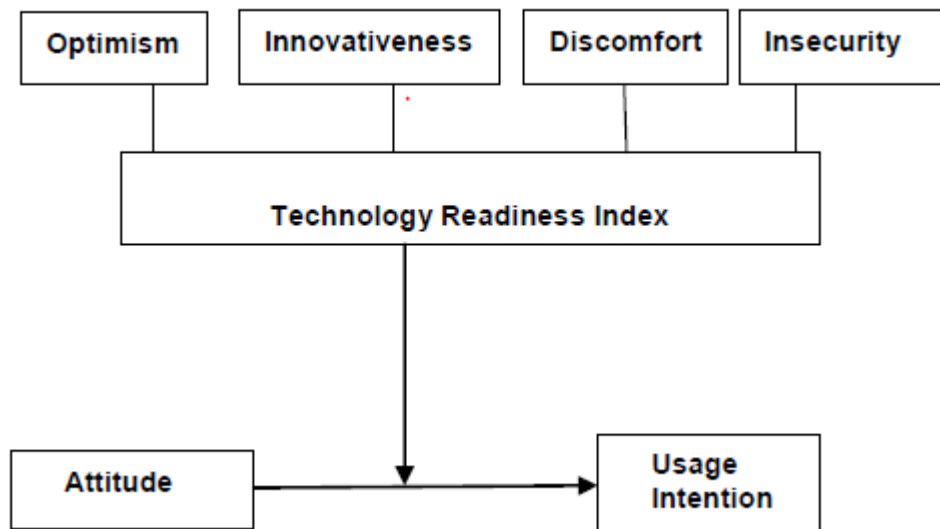 Optimism
Innovativeness
Discomfort
Insecurity
Technology Readiness Index
Attitude
Usage
Intention